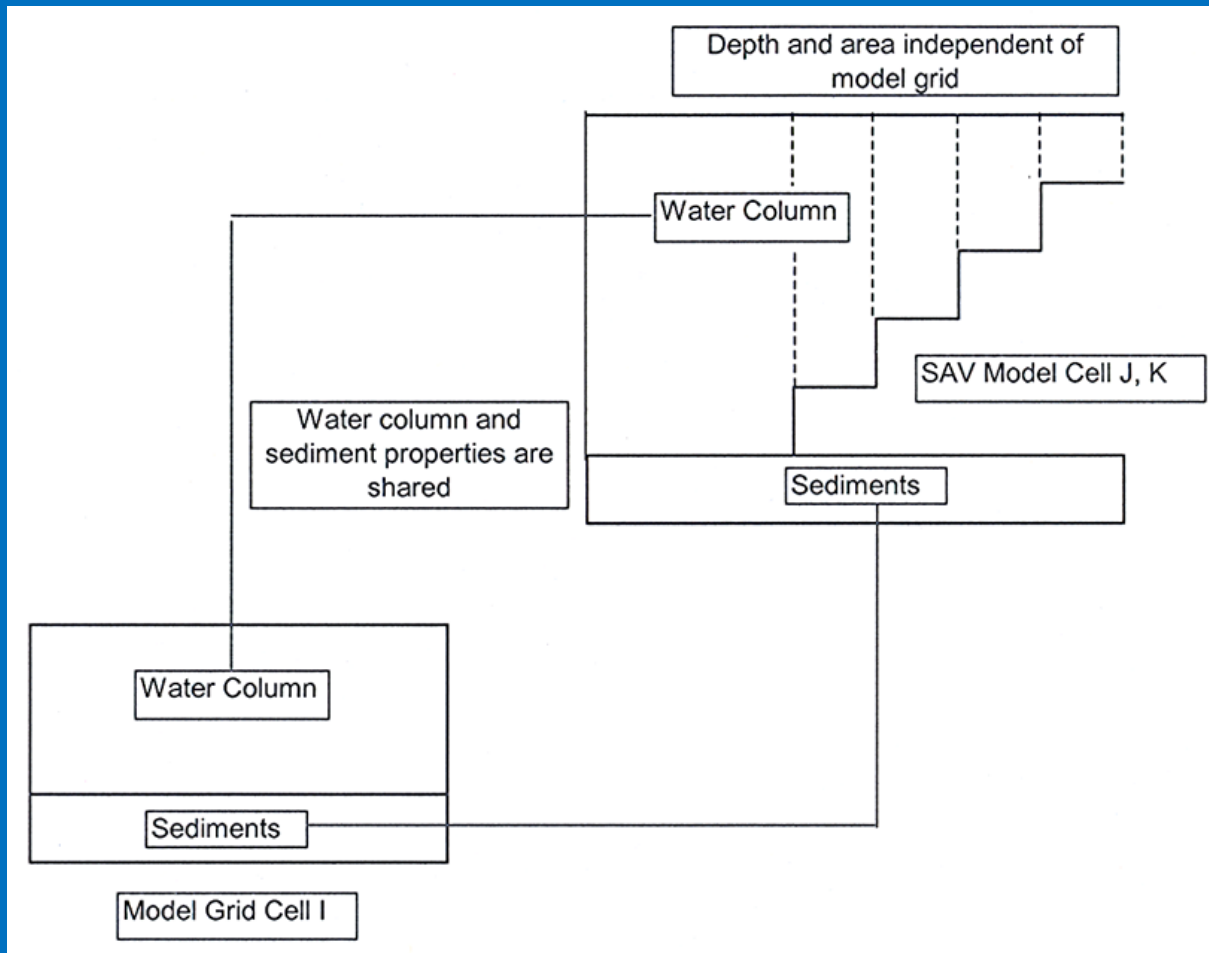 Depth and area independent of
model grid
Water Column
SAV Model Cell J, K
Water column and
sediment properties are
shared
Sediments
Water Column
Sediments
Model Grid Cell I